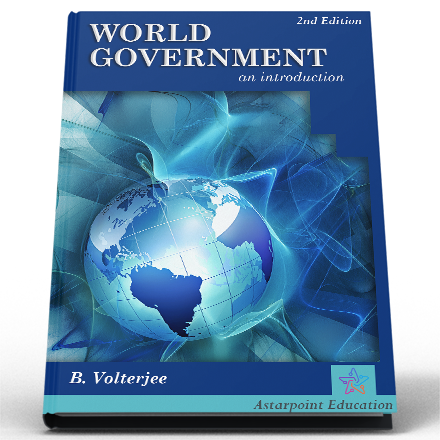 2nd Edition
WORLD
GOVERNMENT
an introduction
B. Volterjee
Astarpoint Education